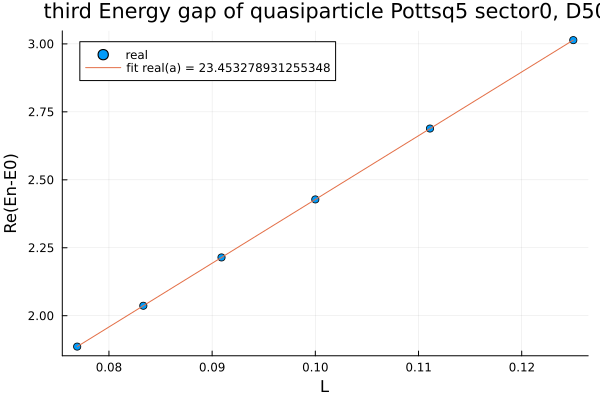 third Energy gap of quasiparticle Pottsq5 sector0, D50
real
fit real(a) = 23.453278931255348
3.00
2.75
2.50
2.25
2.00
Re(En-E0)
0.08
0.09
0.10
0.11
0.12
L